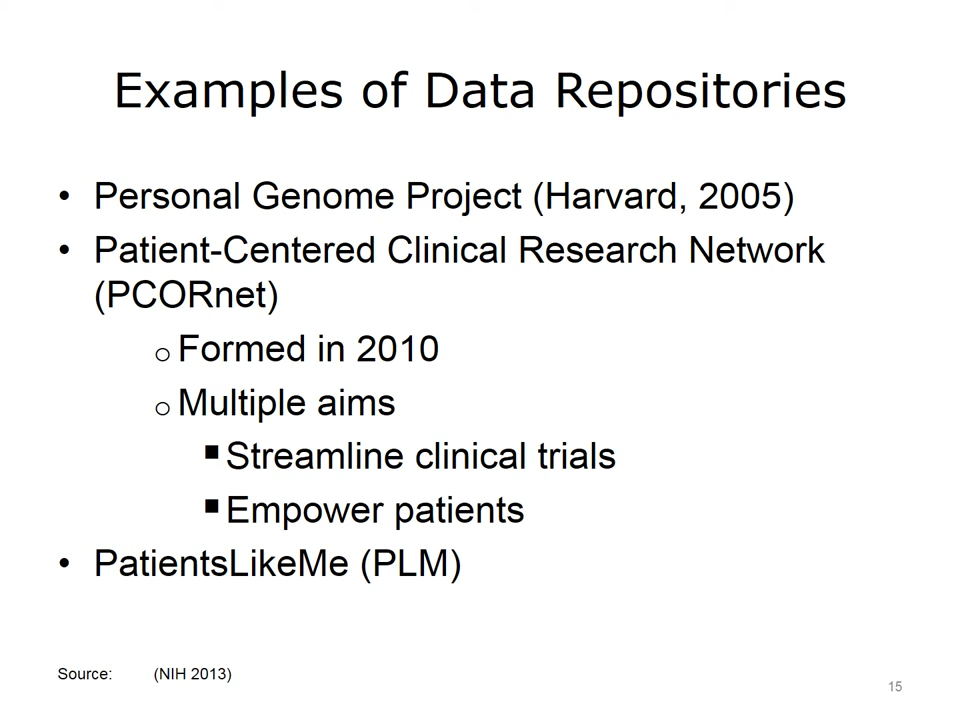 Examples of Data Repositories
• Personal Genome Project (Harvard, 2005)
• Patient-Centered Clinical Research Network
(PCORnet)
o Formed in 2010
o Multiple aims
▪ Streamline clinical trials
▪ Empower patients
• PatientsLikeMe (PLM)
Source: (NIH 2013)
15